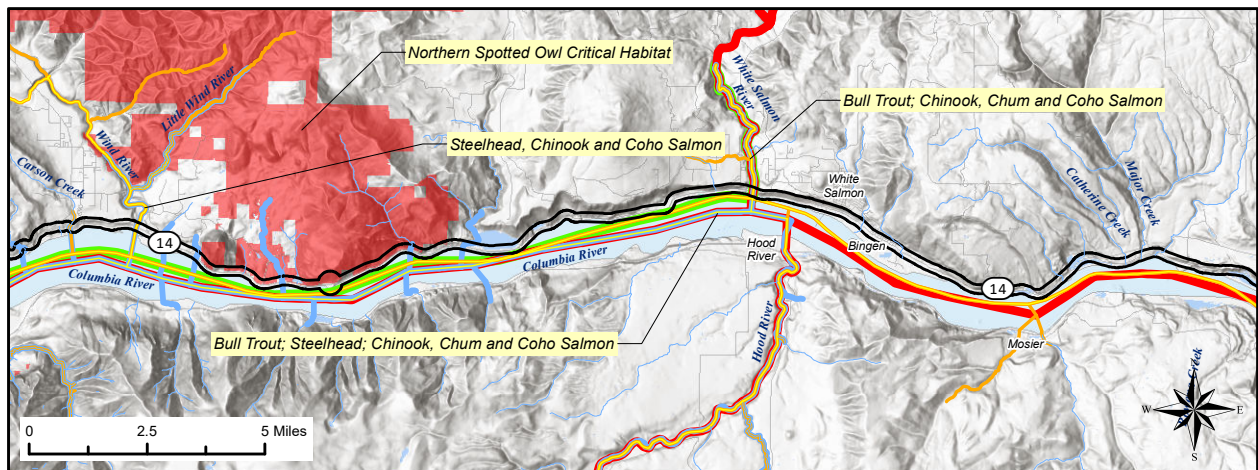 Northern Spotted Owl Critical Habitat
White Salmon
River
Bull Trout; Chinook, Chum and Coho Salmon
Little Wind River
Wind River
Steelhead, Chinook and Coho Salmon
Carson Creek
White
Salmon
Catherine Creek
Major Creek
14
Columbia River
Columbia River
Hood
River
Bingen
14
Hood River
Bull Trout; Steelhead; Chinook, Chum and Coho Salmon
Mosier
Creek
N
W
E
S
0
2.5
5 Miles